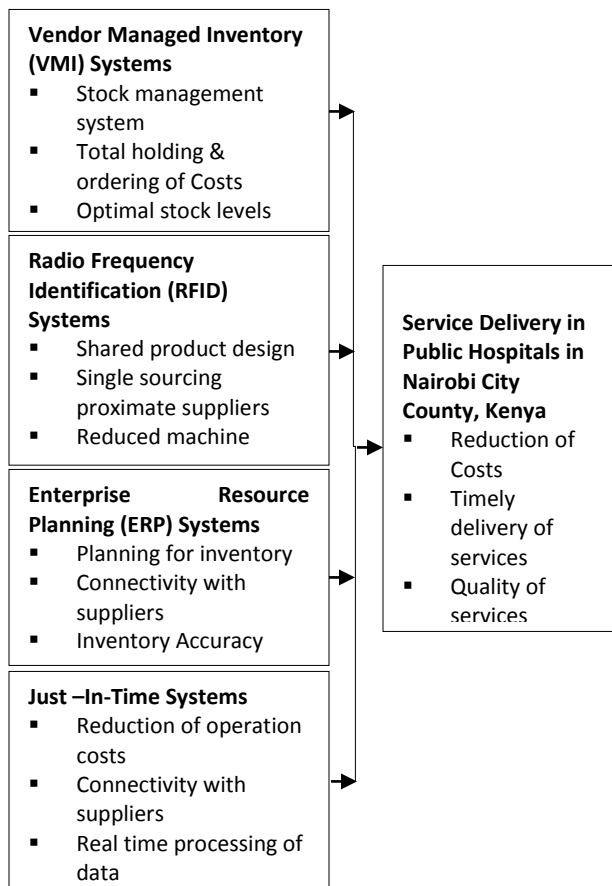 Vendor Managed Inventory
(VMI) Systems
▪ Stock management
system
▪ Total holding &
ordering of Costs
▪ Optimal stock levels
Radio Frequency
Identification (RFID)
Systems
▪ Shared product design
▪ Single sourcing
proximate suppliers
▪ Reduced machine
Enterprise Resource
Planning (ERP) Systems
▪ Planning for inventory
▪ Connectivity with
suppliers
▪ Inventory Accuracy
Just –In-Time Systems
▪ Reduction of operation
costs
▪ Connectivity with
suppliers
▪ Real time processing of
data
Service Delivery in
Public Hospitals in
Nairobi City
County, Kenya
▪ Reduction of
Costs
▪ Timely
delivery of
services
▪ Quality of
services